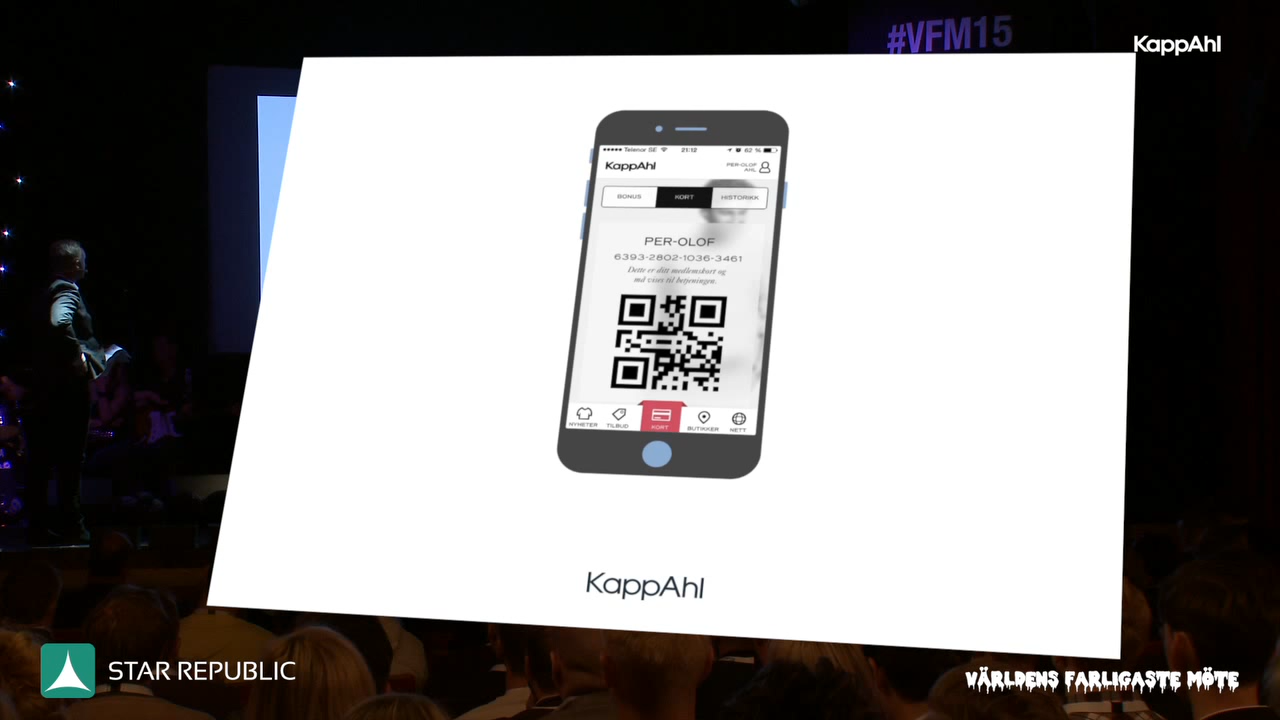 #VFM15
KappAhl
Telenor SE 21:12 62 %
KappAhl
PER-OLOF
AHL
BONUS KORT HISTORIKK
PER-OLOF
6393-2802-1036-3461
Dette er ditt medlemskort og
må vises til betjeningen.
NYHETER TILBUD KORT BUTIKKER NETT
KappAhl
STAR REPUBLIC
VÄRLDENS FARLIGASTE MÖTE